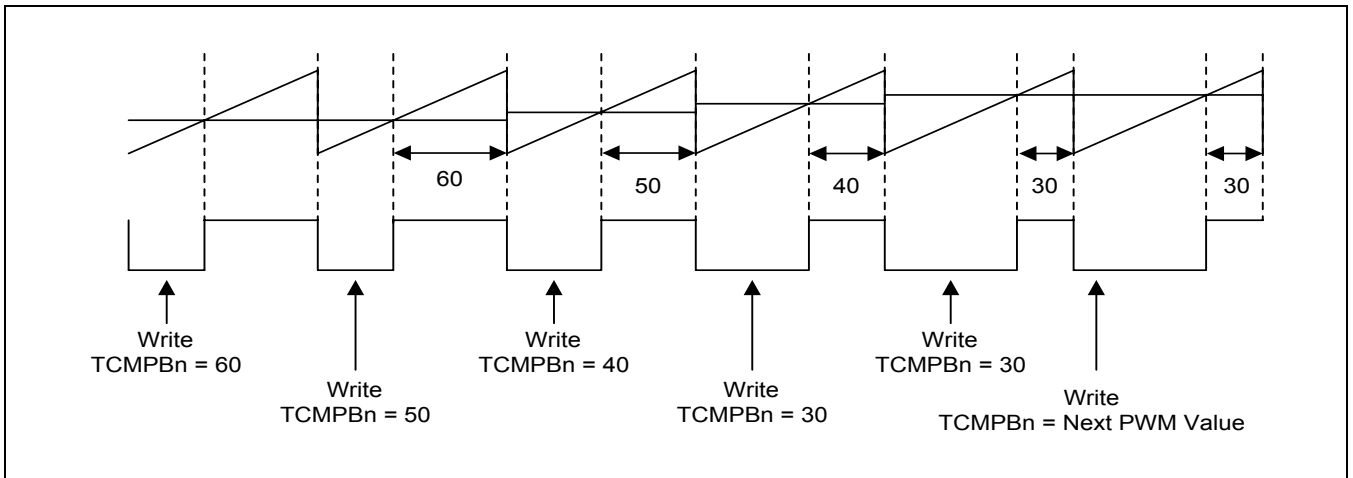 60
50
40
30
30
Write
TCMPBn = 60
Write
TCMPBn = 50
Write
TCMPBn = 40
Write
TCMPBn = 30
Write
TCMPBn = 30
Write
TCMPBn = Next PWM Value